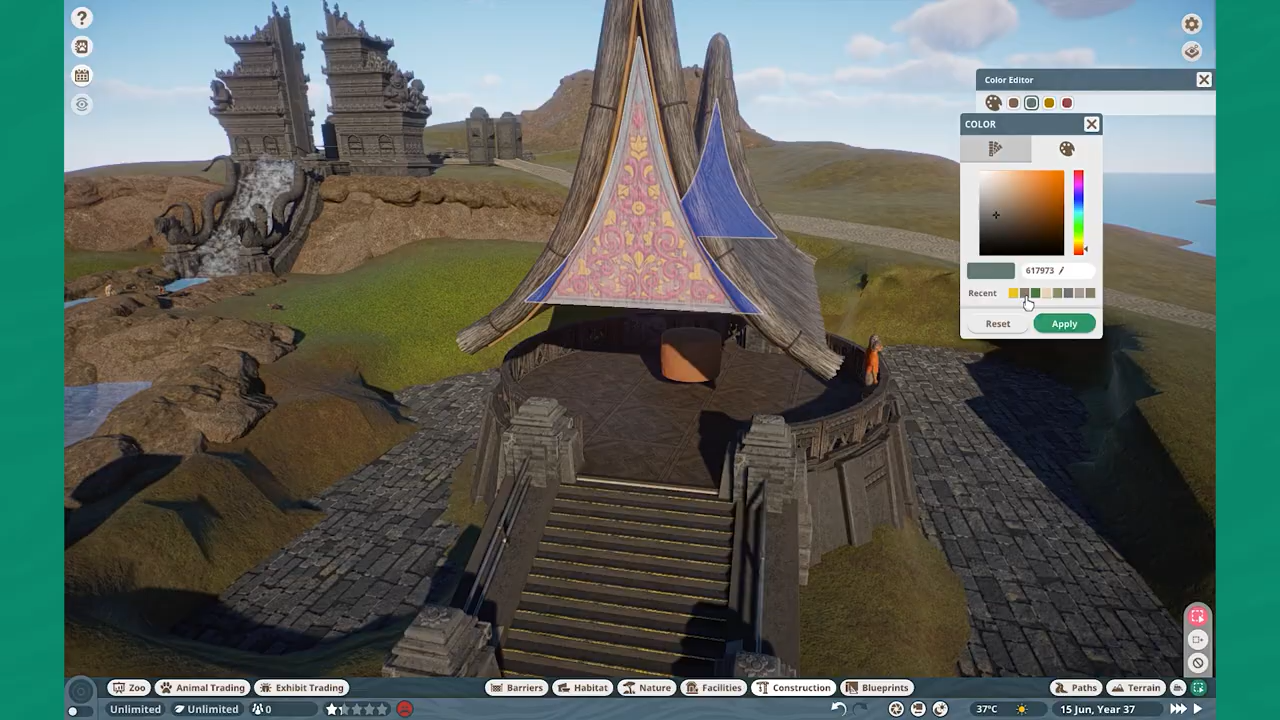 ?
Color Editor
COLOR
617973
Recent
Reset
Apply
Zoo
Animal Trading
Exhibit Trading
Barriers
Habitat
Nature
Facilities
Construction
Blueprints
Paths
Terrain
Unlimited
Unlimited
0
37°C
15 Jun, Year 37